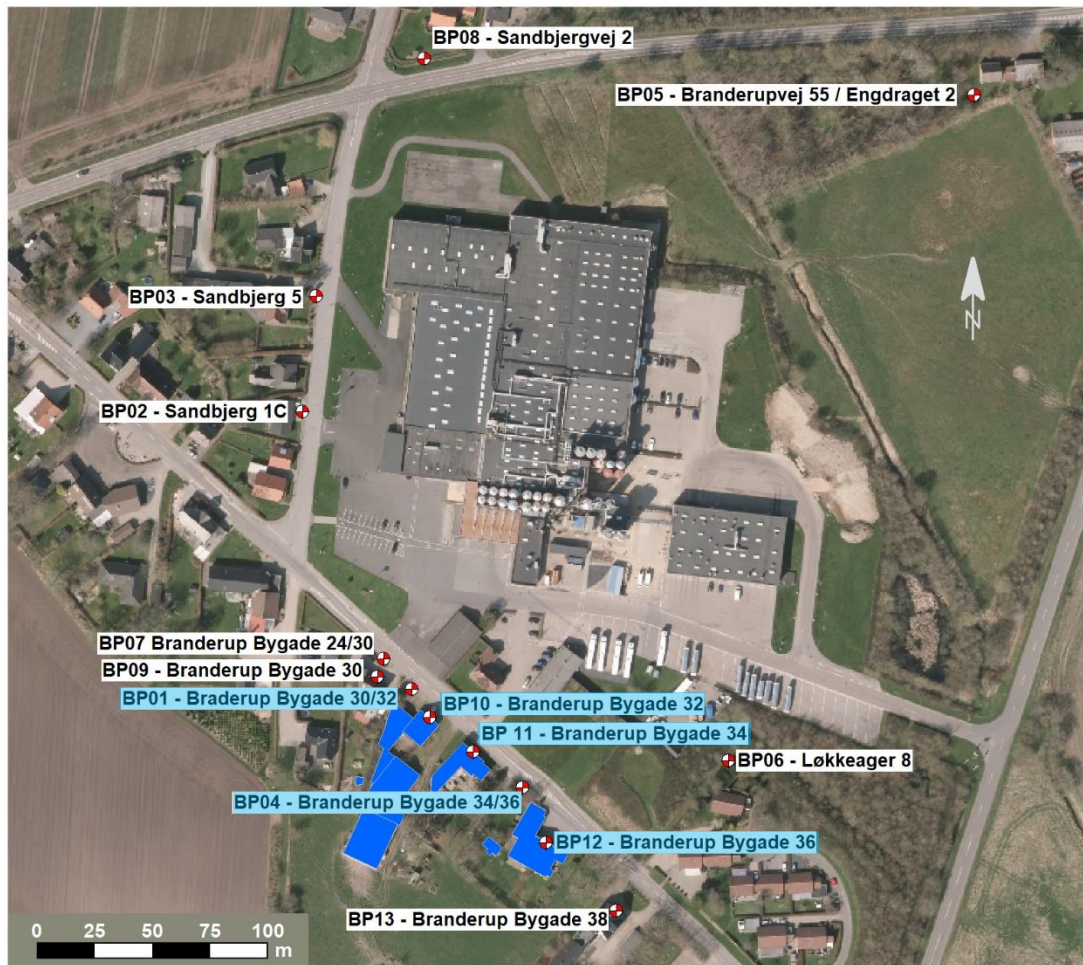 BP08 - Sandbjergvej 2
BP05 - Branderupvej 55 / Engdraget 2
BP03 - Sandbjerg 5
N
BP02 - Sandbjerg 1C
BP07 Branderup Bygade 24/30
BP09 - Branderup Bygade 30
BP01 - Braderup Bygade 30/32
BP10 - Branderup Bygade 32
BP 11 - Branderup Bygade 34
BP06 - Løkkeager 8
BP04 - Branderup Bygade 34/36
BP12 - Branderup Bygade 36
BP13 - Branderup Bygade 38
0 25 50 75 100
m